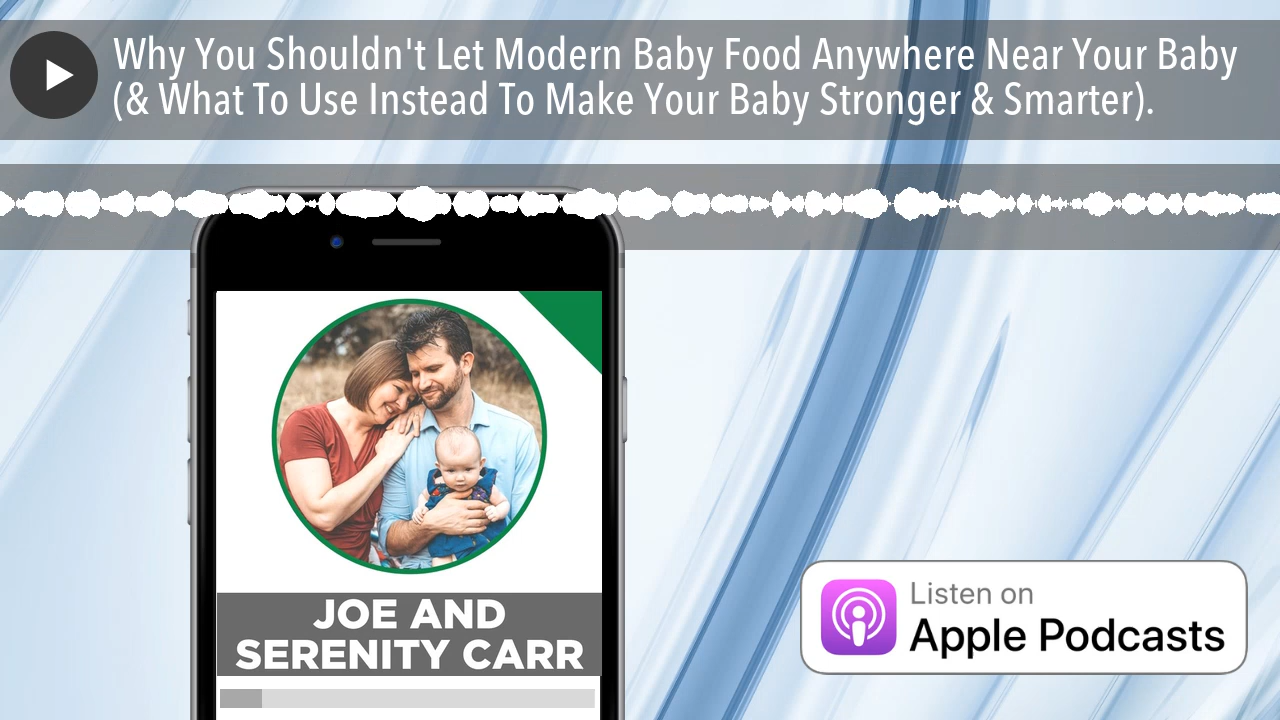 Why You Shouldn't Let Modern Baby Food Anywhere Near Your Baby
(& What To Use Instead To Make Your Baby Stronger & Smarter).
JOE AND
SERENITY CARR
Listen on
Apple Podcasts